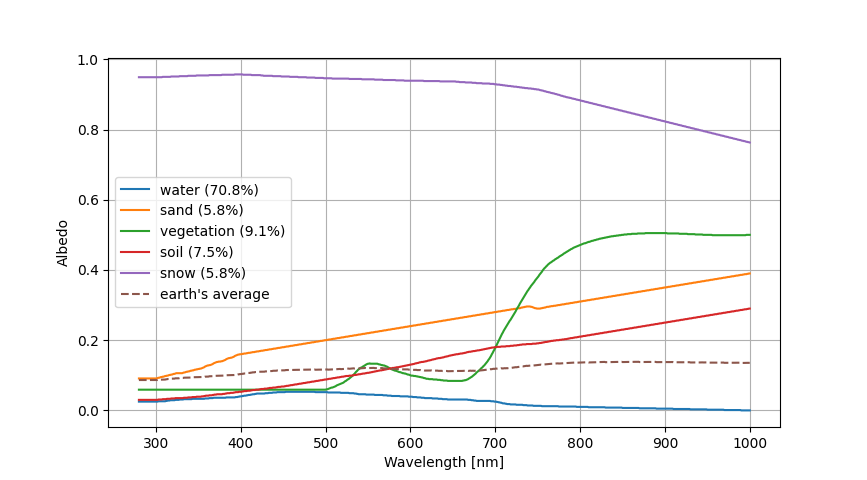 1.0
0.8
0.6
0.4
0.2
0.0
Albedo
water (70.8%)
sand (5.8%)
vegetation (9.1%)
soil (7.5%)
snow (5.8%)
earth's average
300 400 500 600 700 800 900 1000
Wavelength [nm]